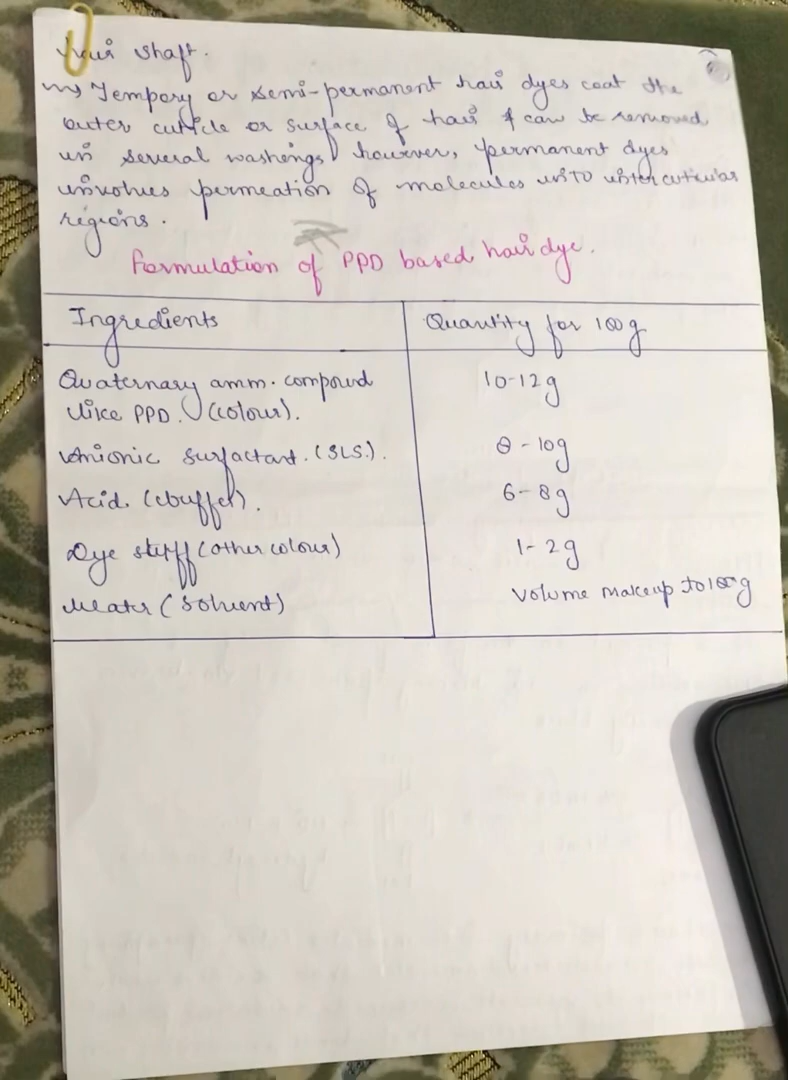 hair shaft.
Tempory or semi-permanent hair dyes coat the
outer cuticle or surface of hair & can be removed
in several washings however, permanent dyes
involves permeation of molecules into intercuticular
regions.
Formulation of PPD based hair dye.
Ingredients Quantity for 100g
Quaternary amm. compound 10-12g
like PPD. (colour).
Anionic surfactant. (SLS.). 8-10g
Acid. (buffer). 6-8g
Dye stuff (other colour) 1-2g
Water (Solvent) Volume makeup to 100g